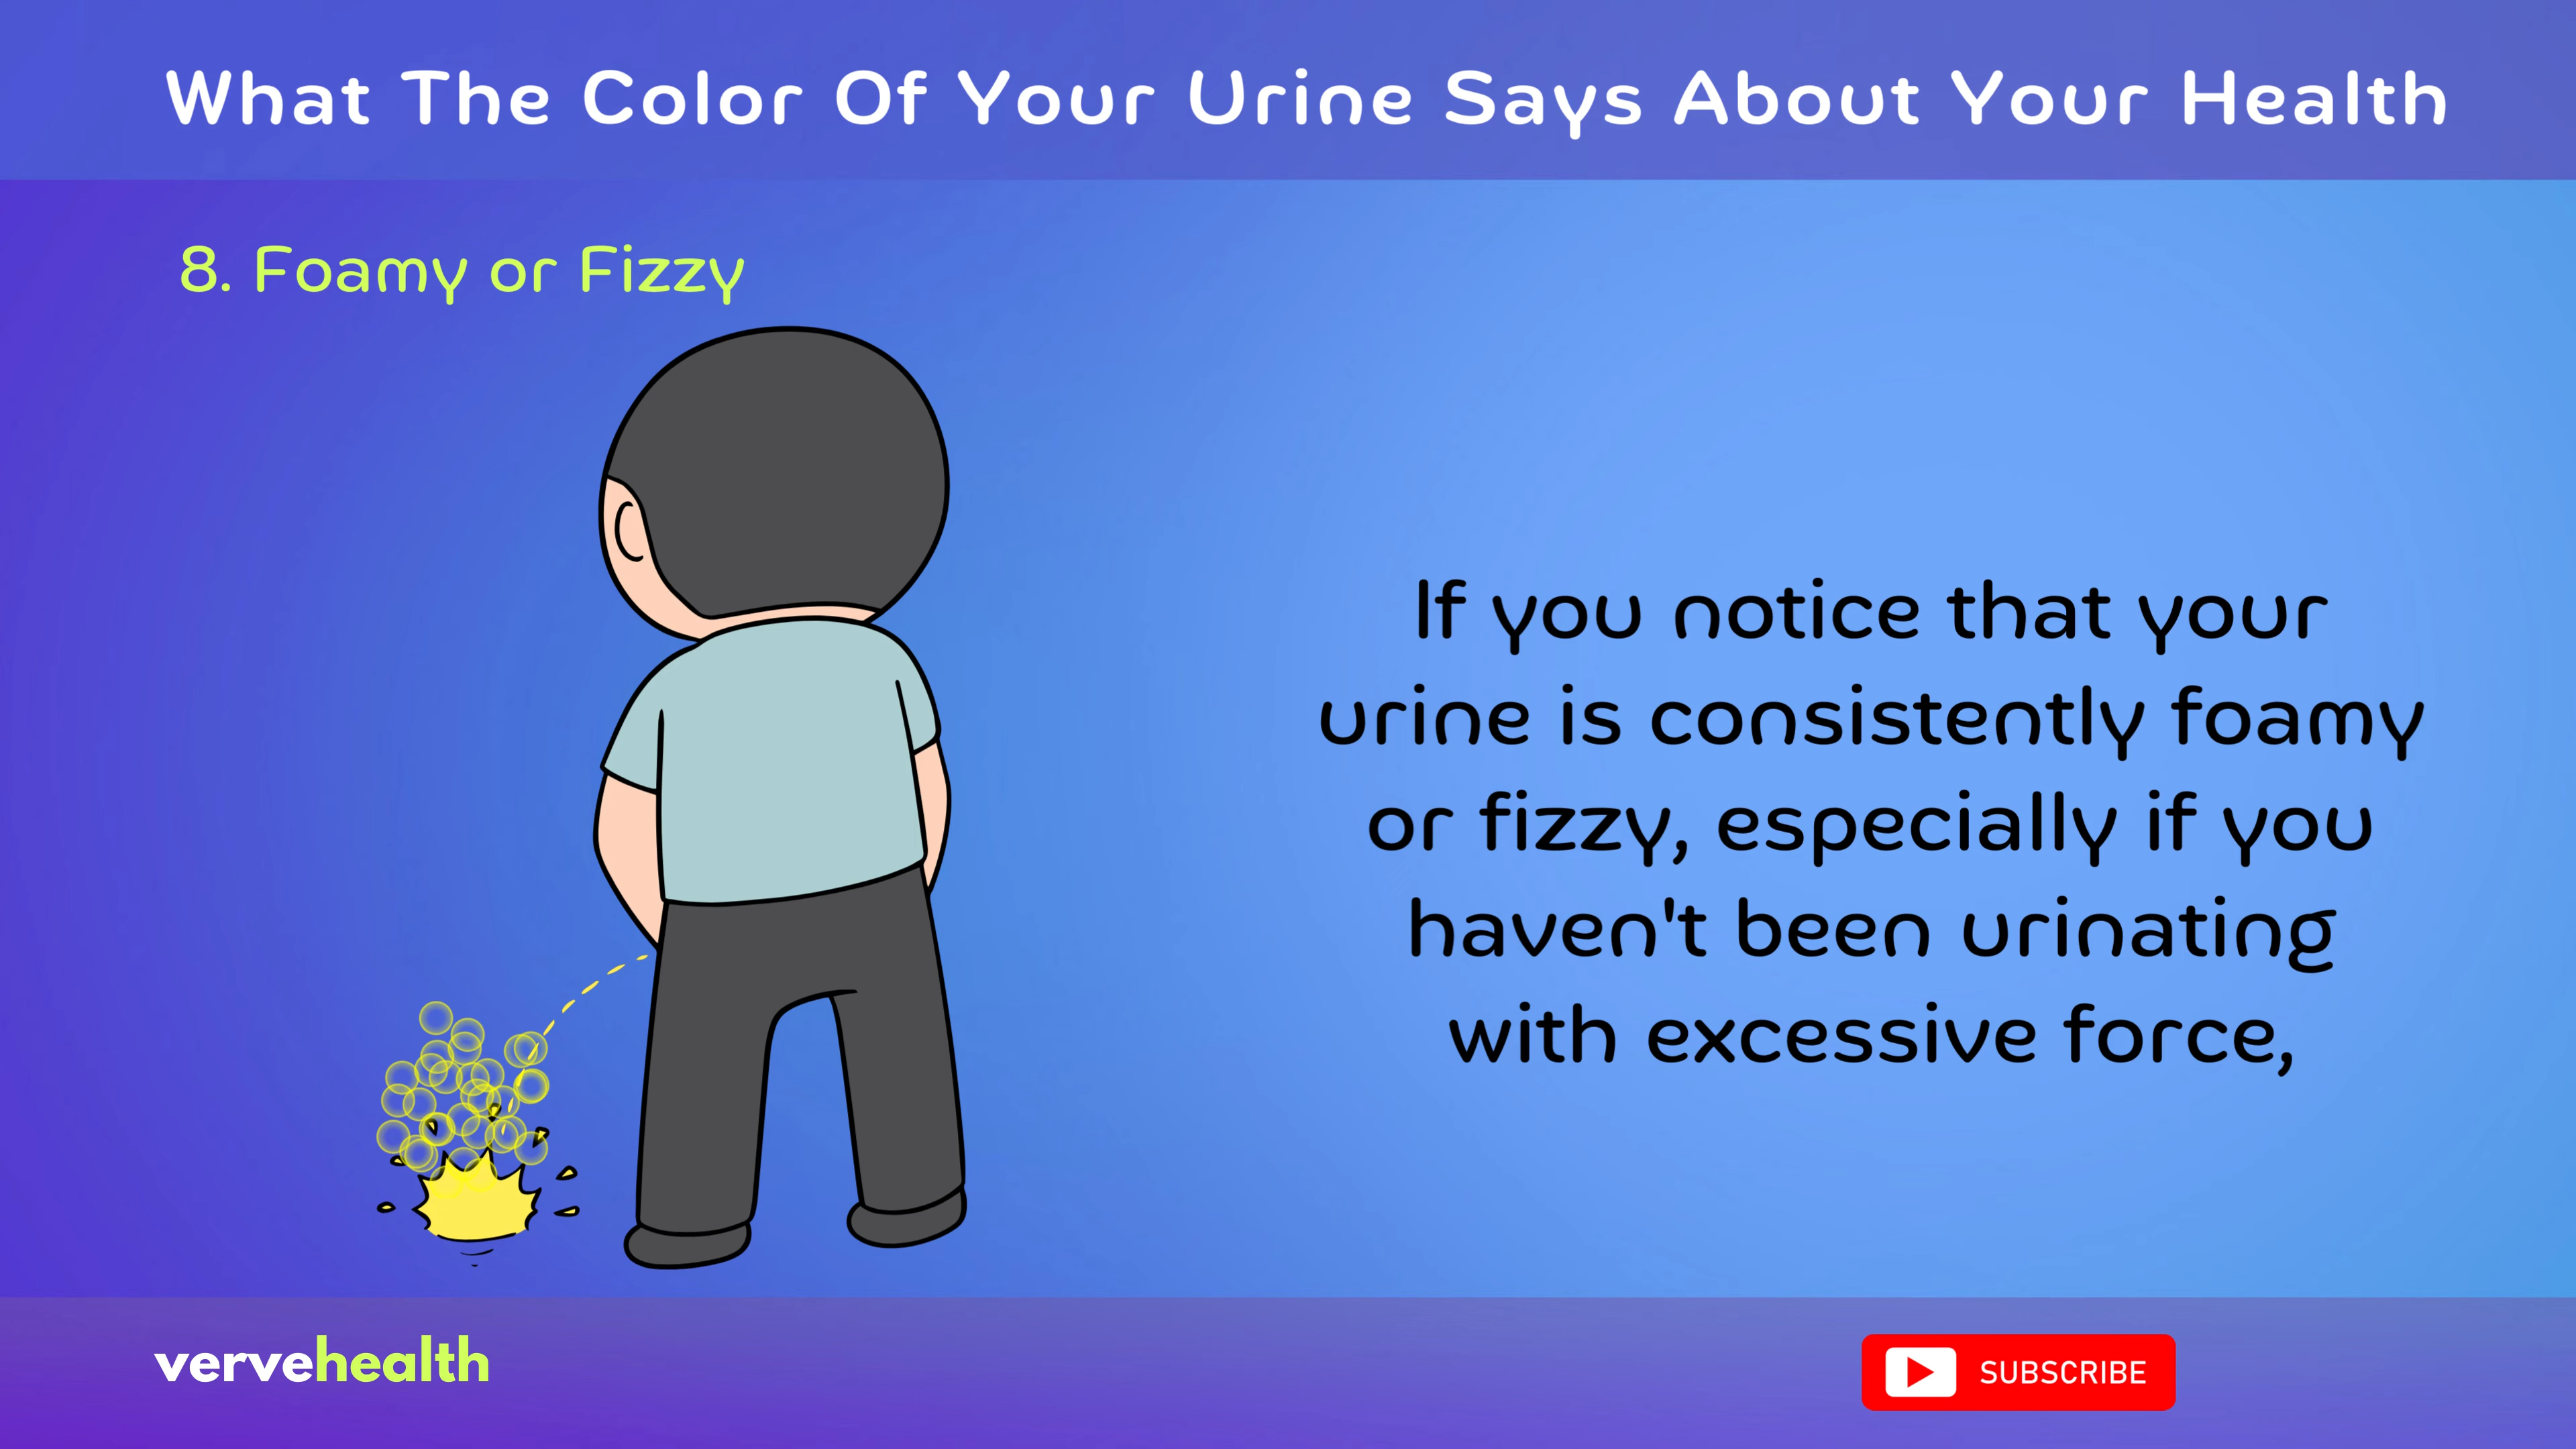 What The Color Of Your Urine Says About Your Health
8. Foamy or Fizzy
If you notice that your
urine is consistently foamy
or fizzy, especially if you
haven't been urinating
with excessive force,
vervehealth
SUBSCRIBE